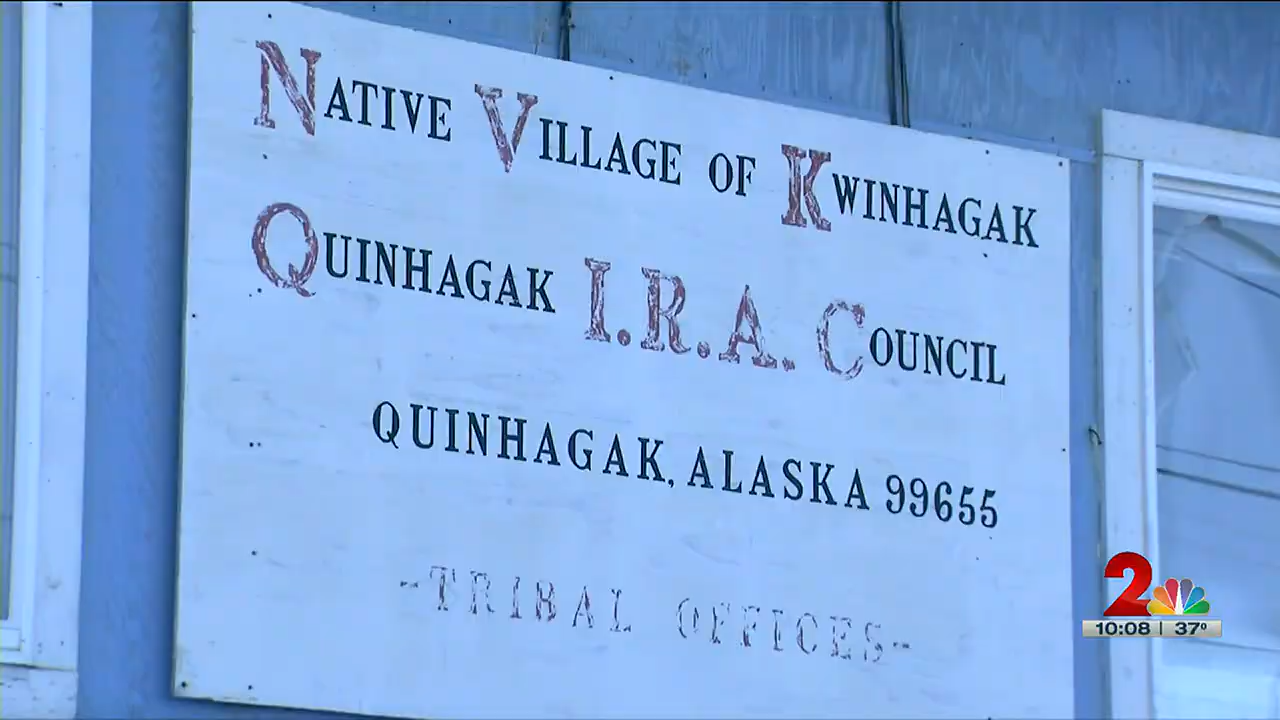 NATIVE VILLAGE OF KWINHAGAK
QUINHAGAK I.R.A. COUNCIL
QUINHAGAK, ALASKA 99655
-TRIBAL OFFICES-
2
10:08 | 37°